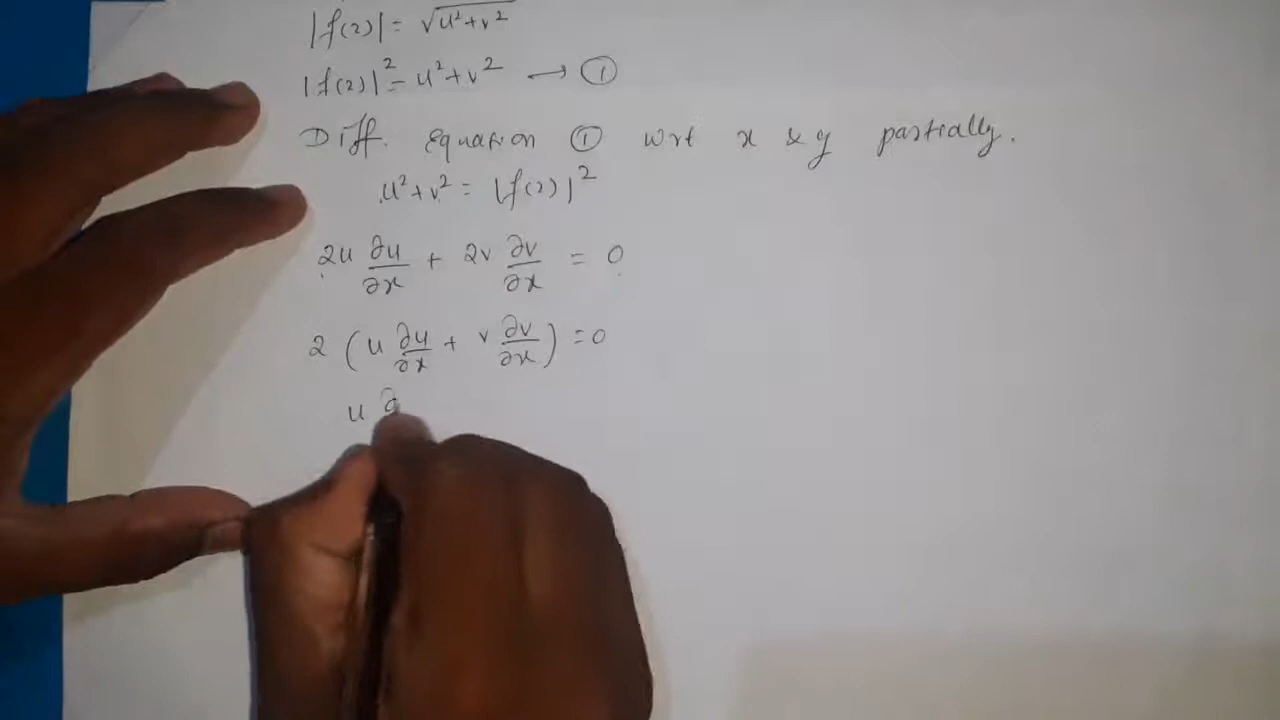 |f(z)| = √u²+v²
|f(z)|² = u²+v² → ①
Diff. Equation ① wrt x & y partially.
u²+v² = |f(z)|²
2u ∂u/∂x + 2v ∂v/∂x = 0
2 (u ∂u/∂x + v ∂v/∂x) = 0
u ∂